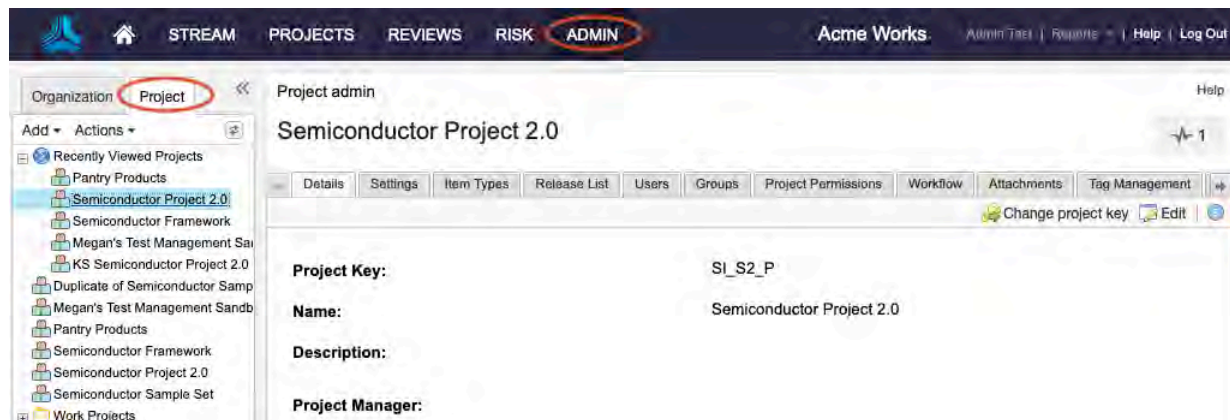 STREAM PROJECTS REVIEWS RISK ADMIN Acme Works Admin Test | Reports | Help | Log Out
Organization Project
Project admin Help
Add Actions
Semiconductor Project 2.0 1
Recently Viewed Projects
Pantry Products
Semiconductor Project 2.0
Semiconductor Framework
Megan's Test Management Sa
KS Semiconductor Project 2.0
Duplicate of Semiconductor Samp
Megan's Test Management Sandb
Pantry Products
Semiconductor Framework
Semiconductor Project 2.0
Semiconductor Sample Set
Work Projects
Details Settings Item Types Release List Users Groups Project Permissions Workflow Attachments Tag Management
Change project key Edit
Project Key: SI_S2_P
Name: Semiconductor Project 2.0
Description:
Project Manager: